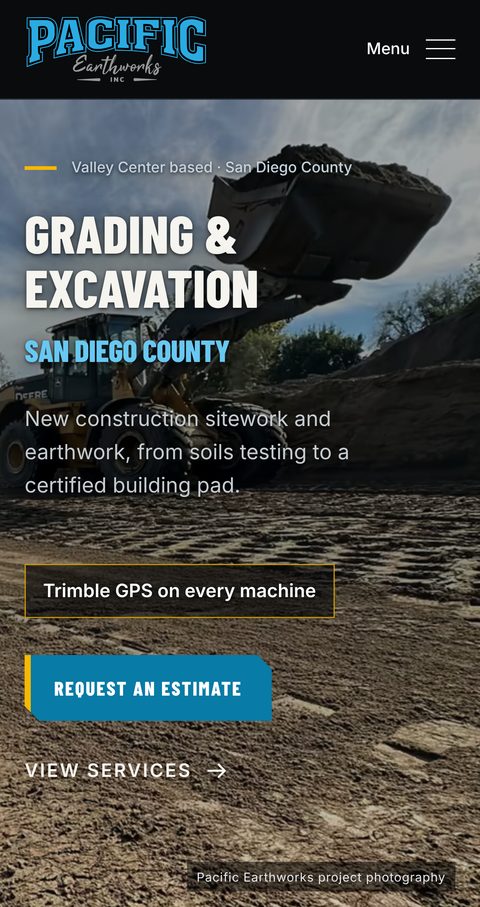 PACIFIC
Earthworks
INC
Menu
Valley Center based · San Diego County
GRADING &
EXCAVATION
SAN DIEGO COUNTY
New construction sitework and
earthwork, from soils testing to a
certified building pad.
DEERE
Trimble GPS on every machine
REQUEST AN ESTIMATE
VIEW SERVICES →
Pacific Earthworks project photography